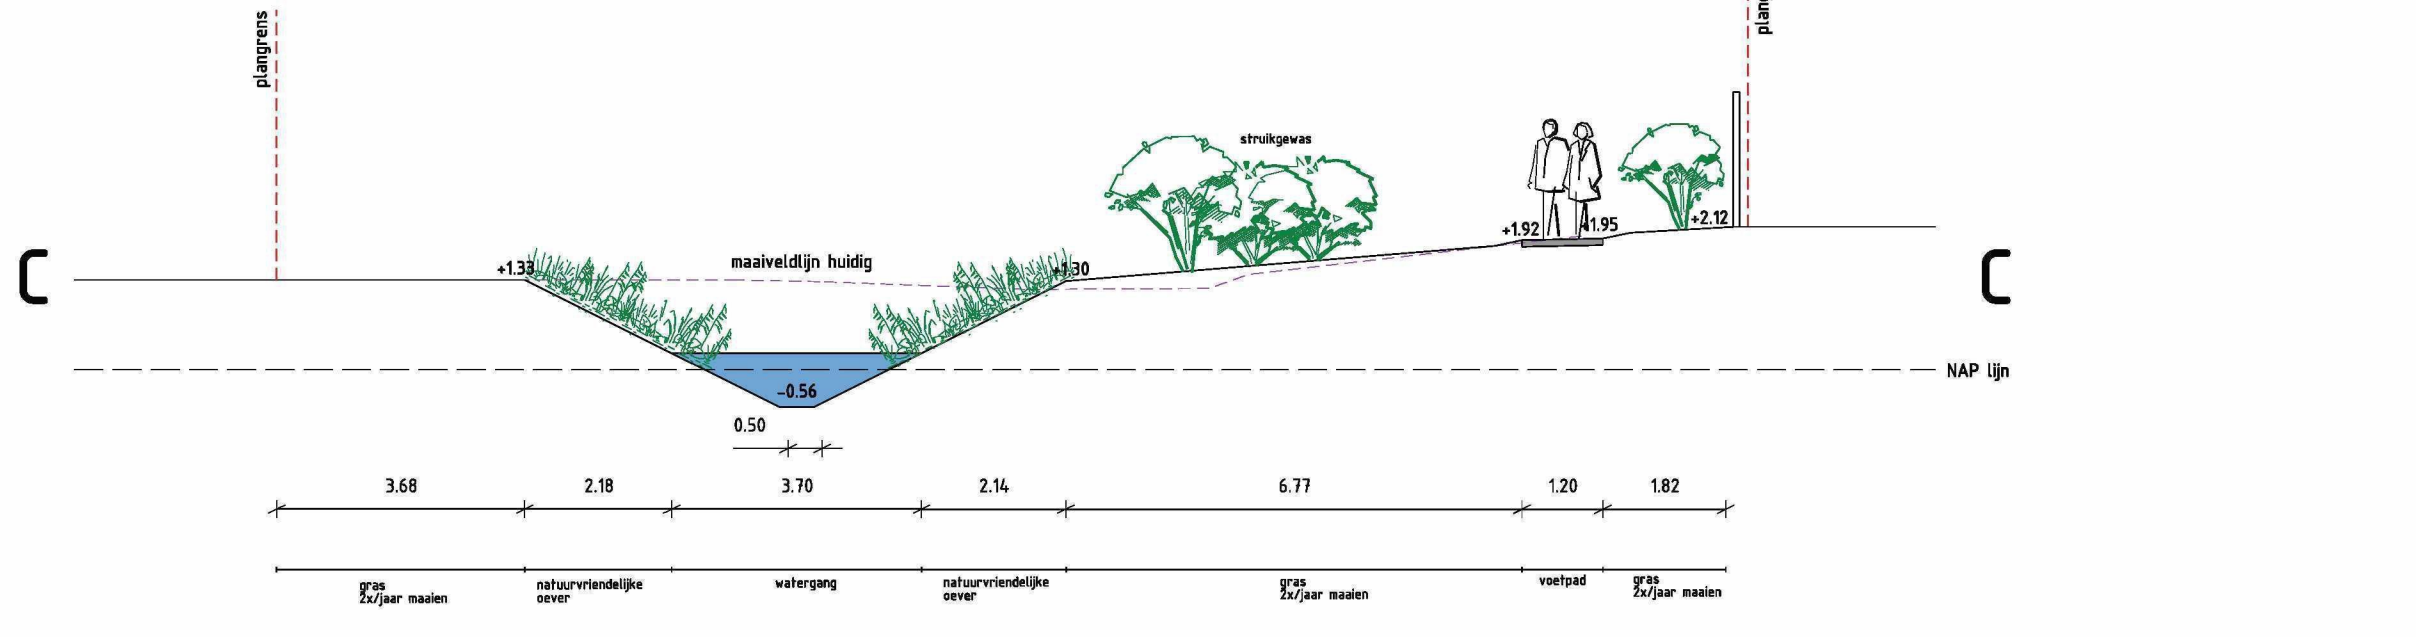 plangrens
plan
struikgewas
maaiveldlijn huidig
+1.33
+1.30
+1.92
+1.95
+2.12
C
C
NAP lijn
-0.56
0.50
3.68
2.18
3.70
2.14
6.77
1.20
1.82
gras
2x/jaar maaien
natuurvriendelijke
oever
watergang
natuurvriendelijke
oever
gras
2x/jaar maaien
voetpad
gras
2x/jaar maaien